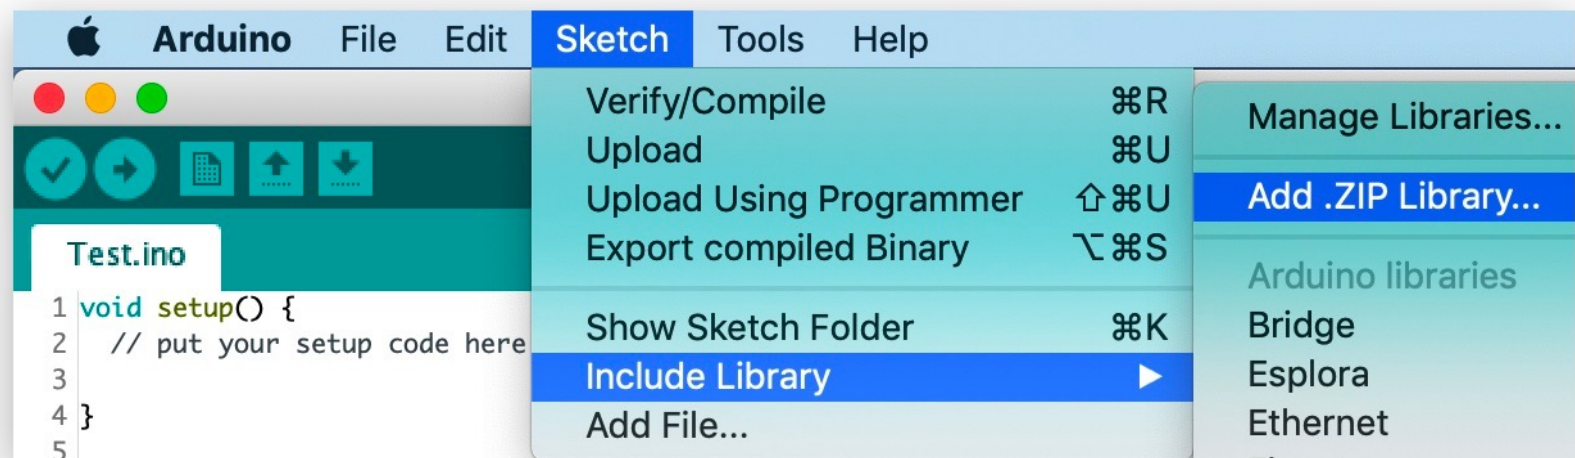 Arduino File Edit Sketch Tools Help
Verify/Compile ⌘R
Upload ⌘U
Upload Using Programmer ⇧⌘U
Export compiled Binary ⌥⌘S
Show Sketch Folder ⌘K
Include Library ▶
Add File...
Manage Libraries...
Add .ZIP Library...
Arduino libraries
Bridge
Esplora
Ethernet
Test.ino
1 void setup() {
2 // put your setup code here
3
4 }
5